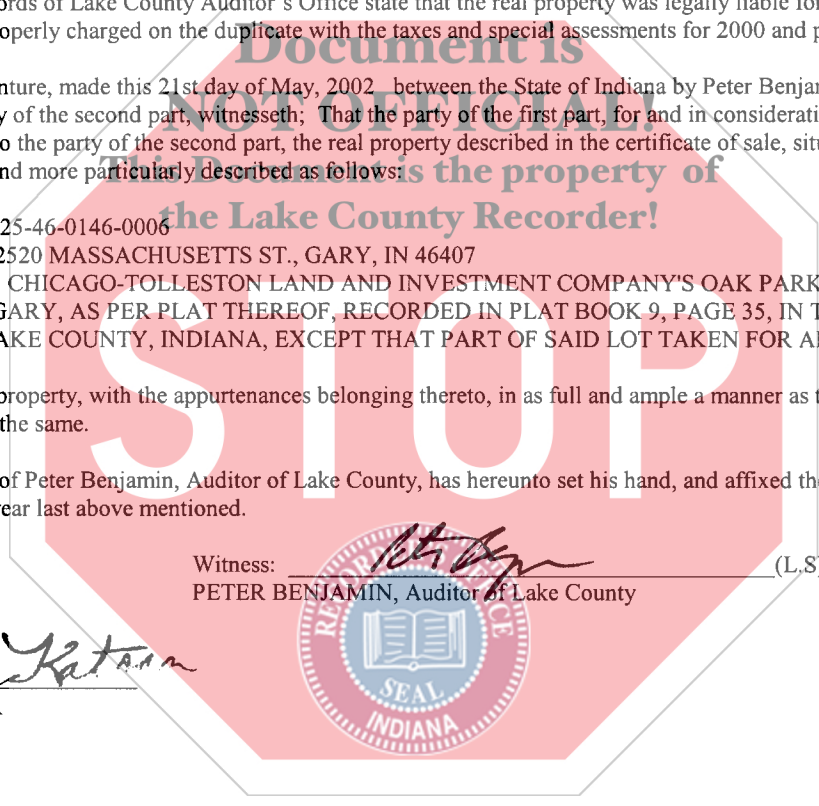 ords of Lake County Auditor's Office state that the real property was legally liable for
operly charged on the duplicate with the taxes and special assessments for 2000 and p
Document is
nture, made this 21st day of May, 2002 between the State of Indiana by Peter Benjam
NOT OFFICIAL!
y of the second part, witnesseth; That the party of the first part, for and in considerati
o the party of the second part, the real property described in the certificate of sale, situ
nd more particularly described as follows:
This Document is the property of
the Lake County Recorder!
25-46-0146-0006
2520 MASSACHUSETTS ST., GARY, IN 46407
CHICAGO-TOLLESTON LAND AND INVESTMENT COMPANY'S OAK PARK
GARY, AS PER PLAT THEREOF, RECORDED IN PLAT BOOK 9, PAGE 35, IN T
AKE COUNTY, INDIANA, EXCEPT THAT PART OF SAID LOT TAKEN FOR AL
STOP
property, with the appurtenances belonging thereto, in as full and ample a manner as t
the same.
of Peter Benjamin, Auditor of Lake County, has hereunto set his hand, and affixed the
ear last above mentioned.
Witness: (L.S
PETER BENJAMIN, Auditor of Lake County
RECORDER'S OFFICE
SEAL
INDIANA